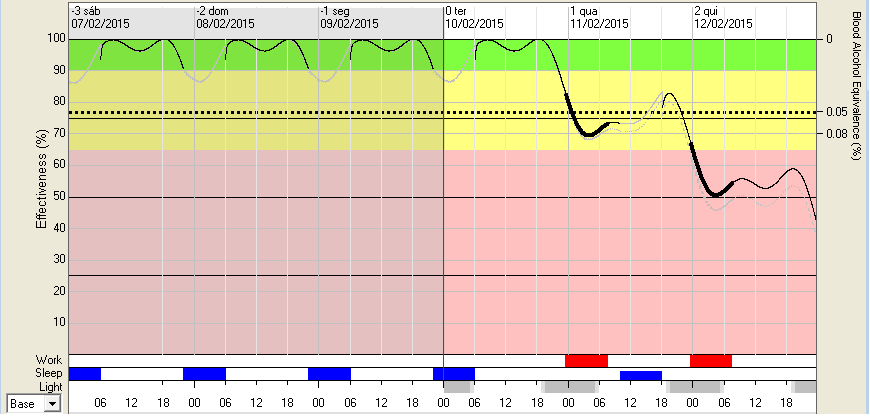 -3 sáb
07/02/2015
-2 dom
08/02/2015
-1 seg
09/02/2015
0 ter
10/02/2015
1 qua
11/02/2015
2 qui
12/02/2015
100
90
80
70
60
50
40
30
20
10
Effectiveness (%)
0
0.05
0.08
Blood Alcohol Equivalence (%)
Work
Sleep
Light
Base
06 12 18 00 06 12 18 00 06 12 18 00 06 12 18 00 06 12 18 00 06 12 18